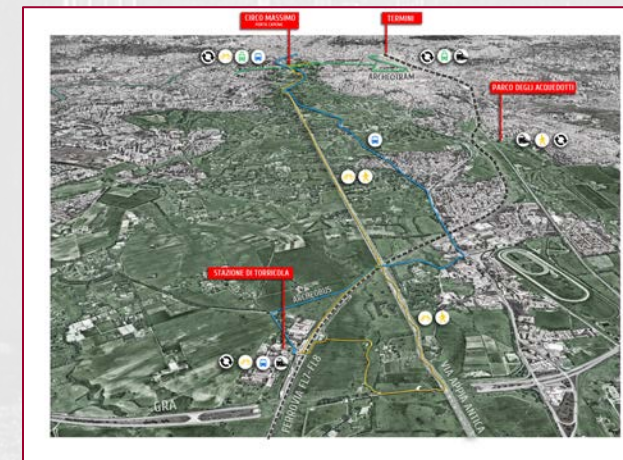 CIRCO MASSIMO
PORTA CAPENA
TERMINI
ARCHEOTRAM
PARCO DEGLI ACQUEDOTTI
STAZIONE DI TORRICOLA
ARCHEOBUS
GRA
FERROVIA FL7-FL8
VIA APPIA ANTICA